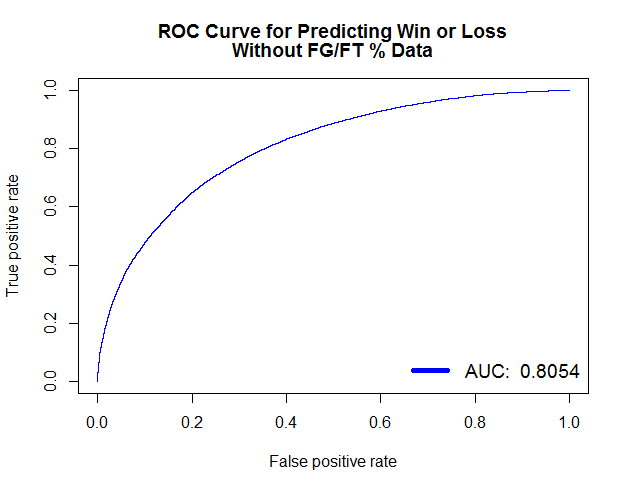 ROC Curve for Predicting Win or Loss
Without FG/FT % Data
True positive rate
1.0
0.8
0.6
0.4
0.2
0.0
AUC: 0.8054
0.0 0.2 0.4 0.6 0.8 1.0
False positive rate